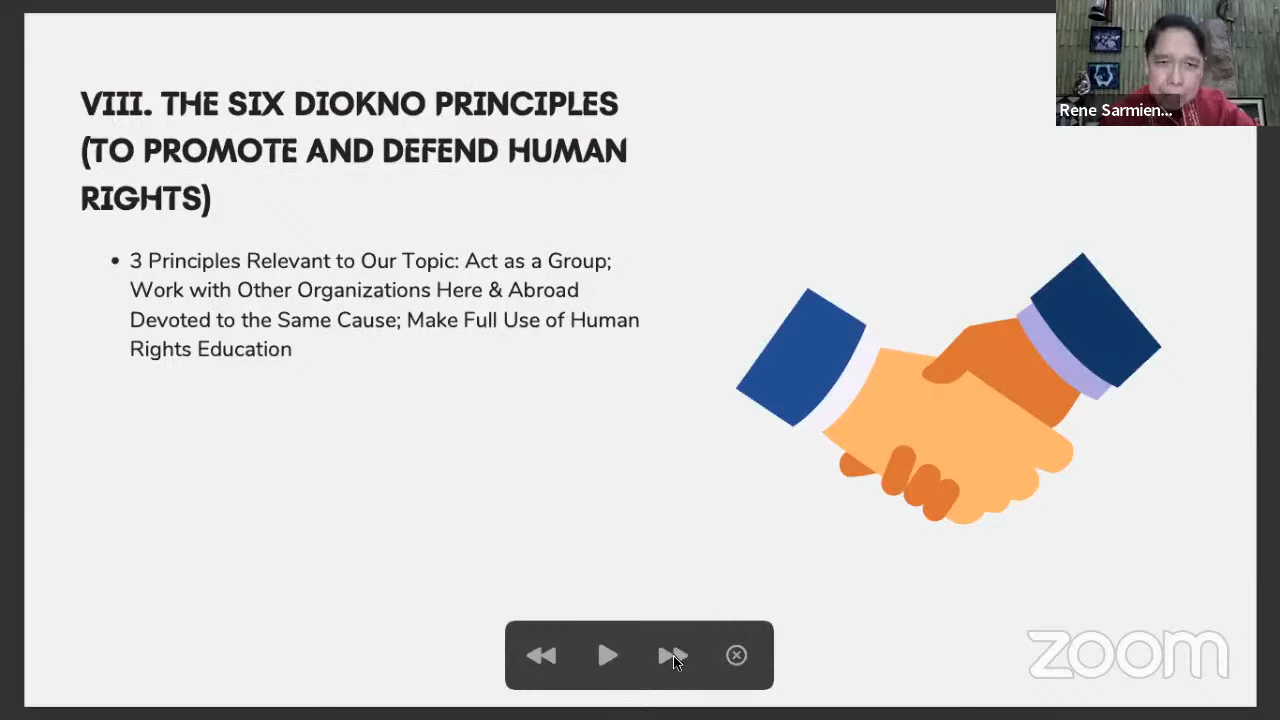 VIII. THE SIX DIOKNO PRINCIPLES
(TO PROMOTE AND DEFEND HUMAN
RIGHTS)
• 3 Principles Relevant to Our Topic: Act as a Group;
Work with Other Organizations Here & Abroad
Devoted to the Same Cause; Make Full Use of Human
Rights Education
Rene Sarmien...
zoom